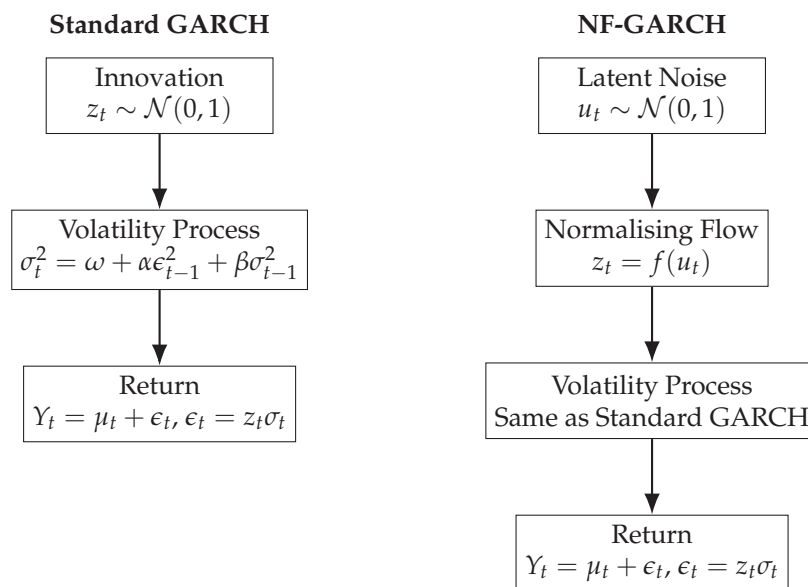 Standard GARCH
Innovation
z_t ∼ 𝒩(0, 1)
Volatility Process
σ_t^2 = ω + αϵ_{t−1}^2 + βσ_{t−1}^2
Return
Y_t = μ_t + ϵ_t, ϵ_t = z_tσ_t
NF-GARCH
Latent Noise
u_t ∼ 𝒩(0, 1)
Normalising Flow
z_t = f(u_t)
Volatility Process
Same as Standard GARCH
Return
Y_t = μ_t + ϵ_t, ϵ_t = z_tσ_t